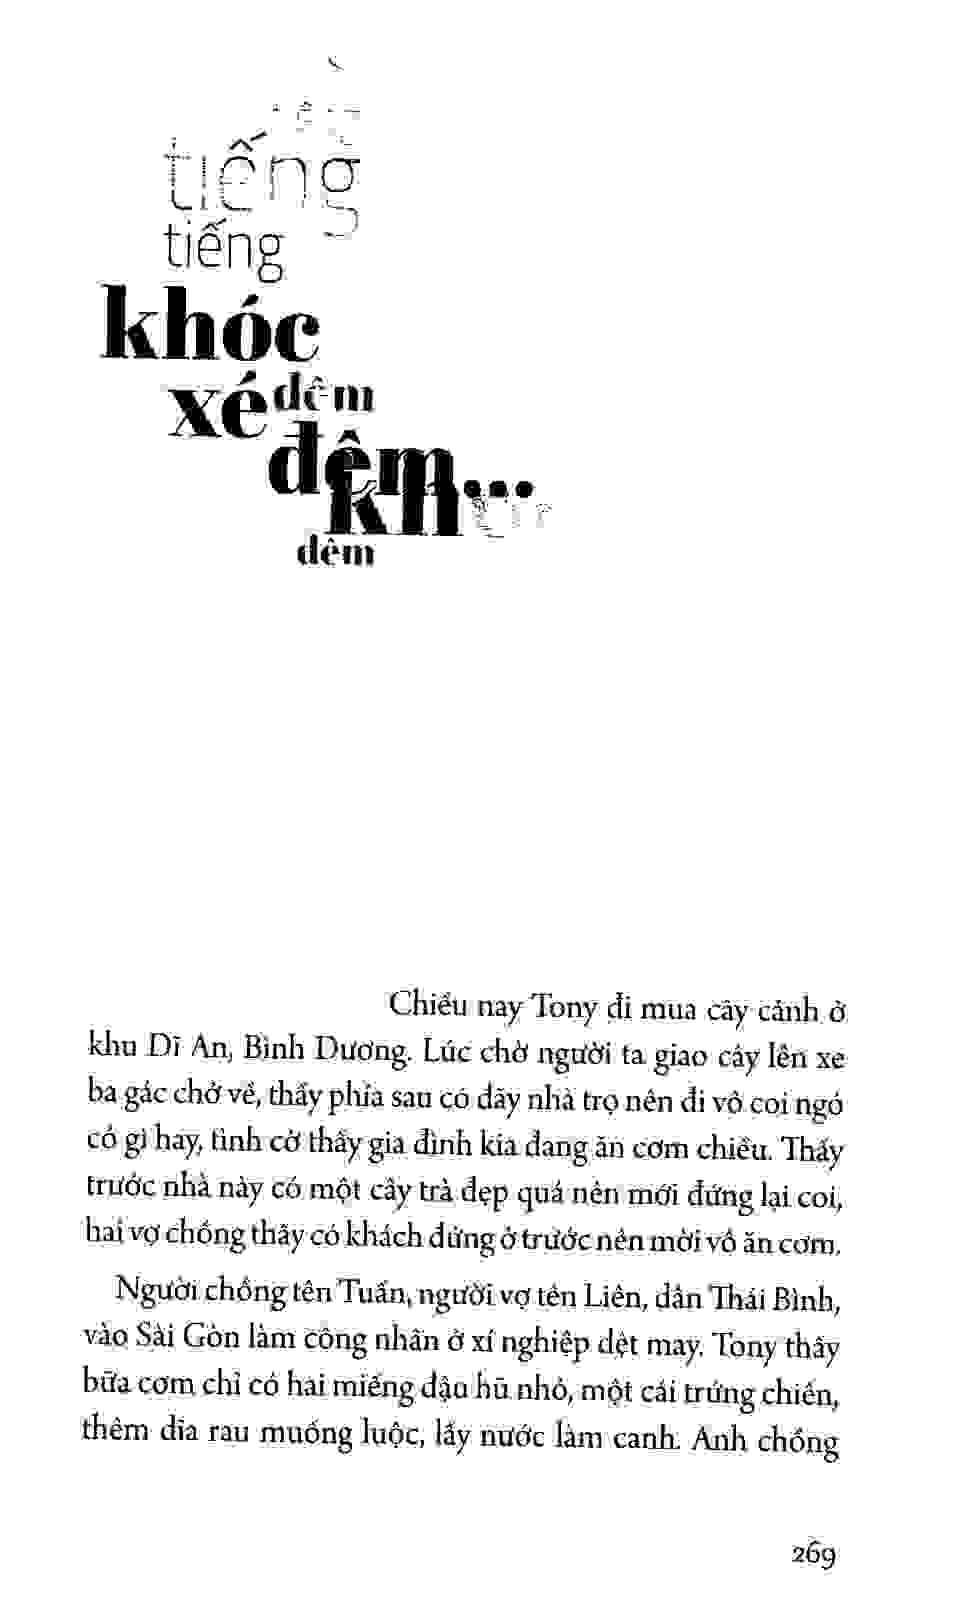 tiếng
tiếng
khóc
xé đêm
đêm...
kh
đêm
Chiều nay Tony đi mua cây cảnh ở
khu Dĩ An, Bình Dương. Lúc chờ người ta giao cây lên xe
ba gác chở về, thấy phía sau có dãy nhà trọ nên đi vô coi ngó
có gì hay, tình cờ thấy gia đình kia đang ăn cơm chiều. Thấy
trước nhà này có một cây trà đẹp quá nên mới đứng lại coi,
hai vợ chồng thấy có khách đứng ở trước nên mời vô ăn cơm.
Người chồng tên Tuấn, người vợ tên Liên, dân Thái Bình,
vào Sài Gòn làm công nhân ở xí nghiệp dệt may. Tony thấy
bữa cơm chỉ có hai miếng đậu hũ nhỏ, một cái trứng chiên,
thêm dĩa rau muống luộc, lấy nước làm canh. Anh chồng
269